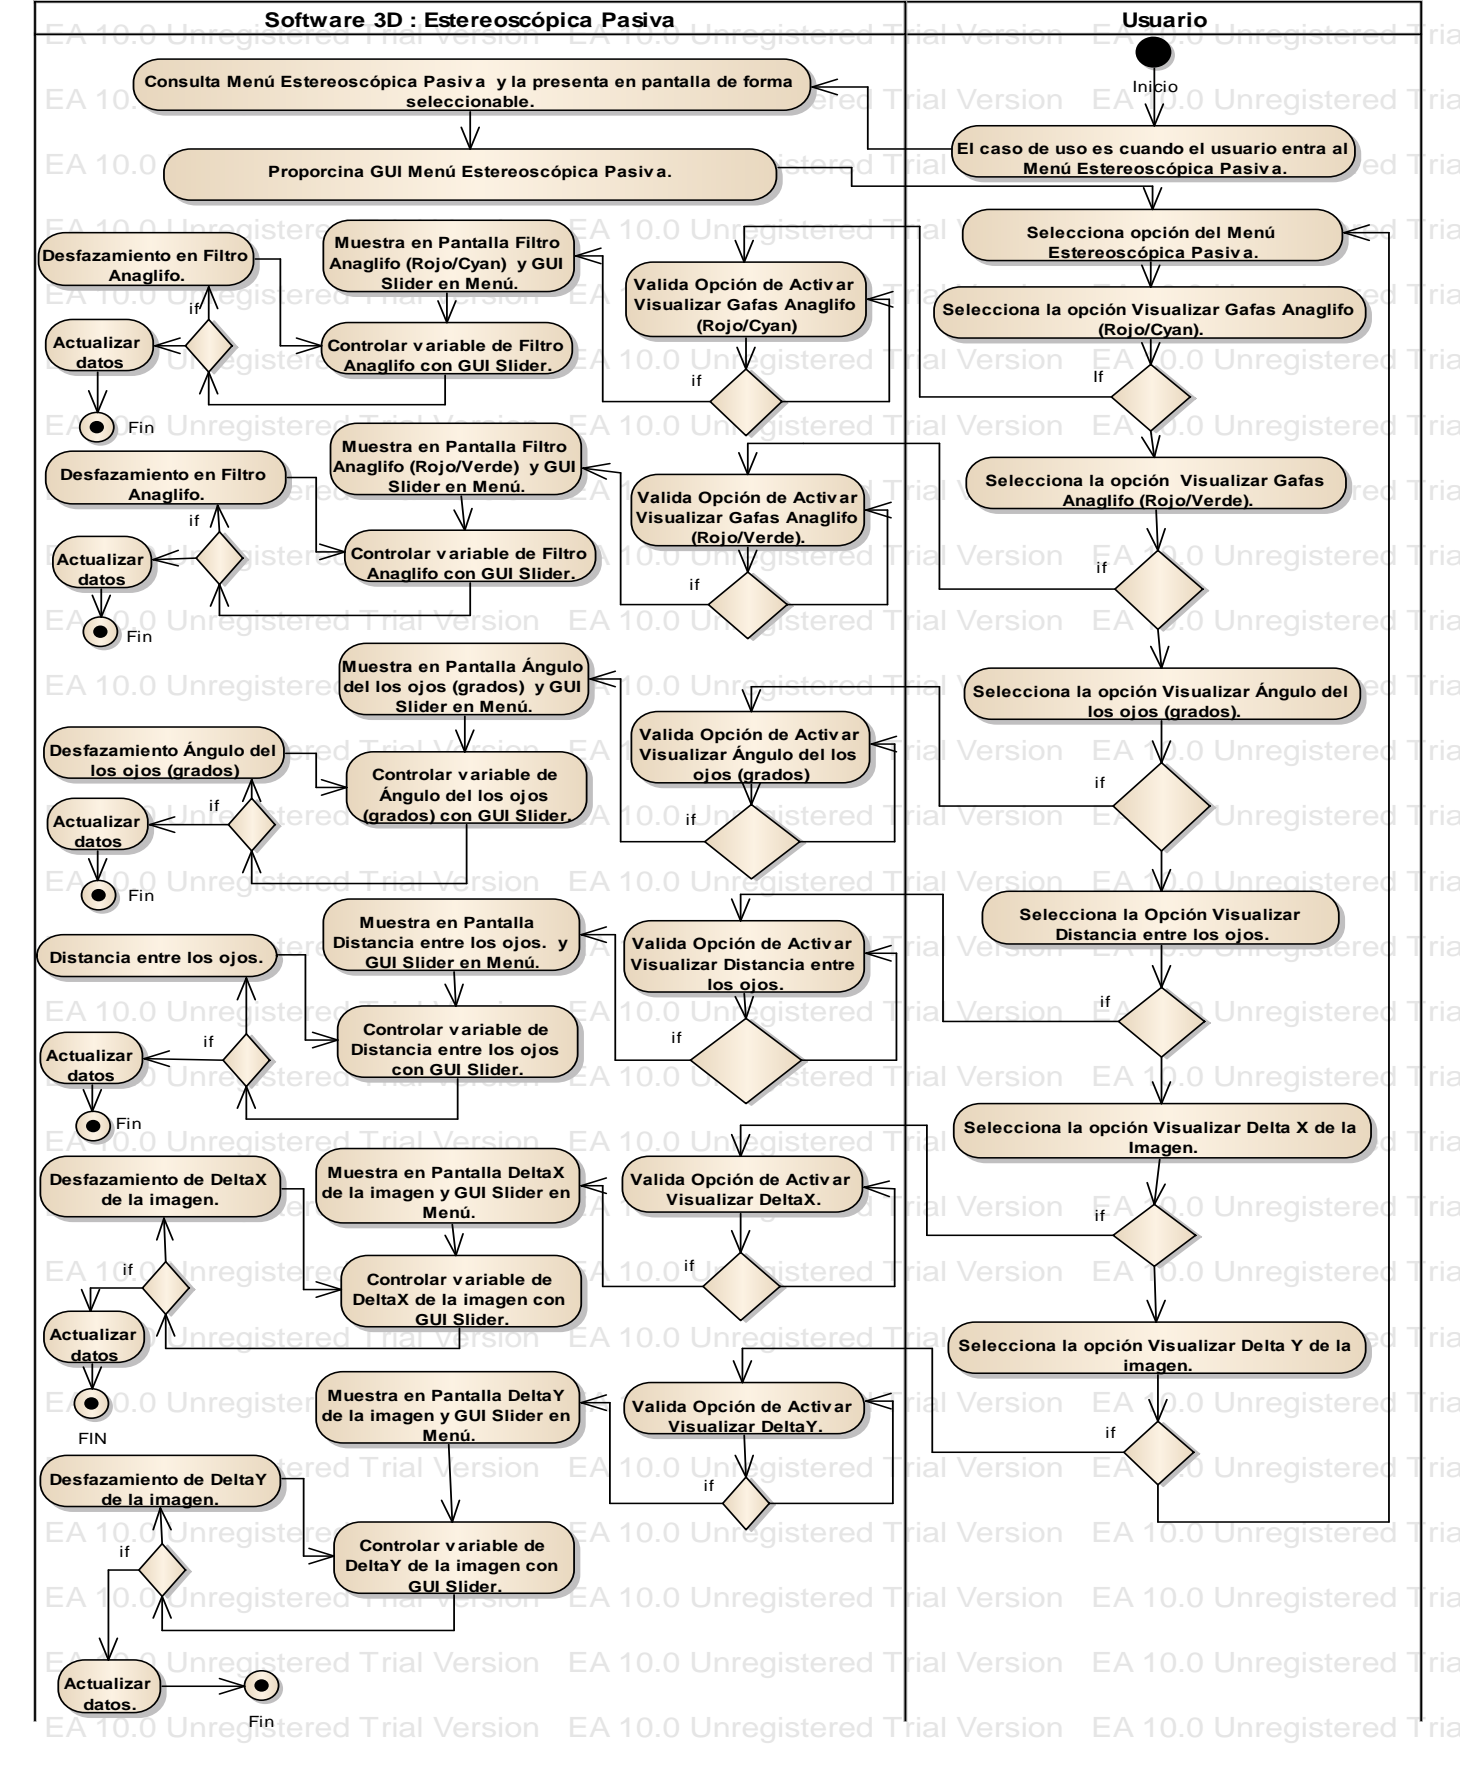 Software 3D : Estereoscópica Pasiva
Usuario
Inicio
Consulta Menú Estereoscópica Pasiva y la presenta en pantalla de forma
seleccionable.
El caso de uso es cuando el usuario entra al
Menú Estereoscópica Pasiva.
Proporcina GUI Menú Estereoscópica Pasiva.
Selecciona opción del Menú
Estereoscópica Pasiva.
Desfazamiento en Filtro
Anaglifo.
Muestra en Pantalla Filtro
Anaglifo (Rojo/Cyan) y GUI
Slider en Menú.
Valida Opción de Activar
Visualizar Gafas Anaglifo
(Rojo/Cyan)
Selecciona la opción Visualizar Gafas Anaglifo
(Rojo/Cyan).
if
Actualizar
datos
Controlar variable de Filtro
Anaglifo con GUI Slider.
if
If
Fin
Desfazamiento en Filtro
Anaglifo.
Muestra en Pantalla Filtro
Anaglifo (Rojo/Verde) y GUI
Slider en Menú.
Valida Opción de Activar
Visualizar Gafas Anaglifo
(Rojo/Verde).
Selecciona la opción Visualizar Gafas
Anaglifo (Rojo/Verde).
if
Actualizar
datos
Controlar variable de Filtro
Anaglifo con GUI Slider.
if
if
Fin
Muestra en Pantalla Ángulo
del los ojos (grados) y GUI
Slider en Menú.
Selecciona la opción Visualizar Ángulo del
los ojos (grados).
Desfazamiento Ángulo del
los ojos (grados)
Valida Opción de Activar
Visualizar Ángulo del los
ojos (grados)
if
Actualizar
datos
Controlar variable de
Ángulo del los ojos
(grados) con GUI Slider.
if
if
Fin
Muestra en Pantalla
Distancia entre los ojos. y
GUI Slider en Menú.
Valida Opción de Activar
Visualizar Distancia entre
los ojos.
Selecciona la Opción Visualizar
Distancia entre los ojos.
Distancia entre los ojos.
if
Actualizar
datos
Controlar variable de
Distancia entre los ojos
con GUI Slider.
if
if
Fin
Desfazamiento de DeltaX
de la imagen.
Muestra en Pantalla DeltaX
de la imagen y GUI Slider en
Menú.
Valida Opción de Activar
Visualizar DeltaX.
Selecciona la opción Visualizar Delta X de la
Imagen.
if
Actualizar
datos
Controlar variable de
DeltaX de la imagen con
GUI Slider.
if
if
FIN
Muestra en Pantalla DeltaY
de la imagen y GUI Slider en
Menú.
Valida Opción de Activar
Visualizar DeltaY.
Selecciona la opción Visualizar Delta Y de la
imagen.
Desfazamiento de DeltaY
de la imagen.
if
if
if
Controlar variable de
DeltaY de la imagen con
GUI Slider.
Actualizar
datos.
Fin
EA 10.0 Unregistered Trial Version EA 10.0 Unregistered Trial Version EA 10.0 Unregistered Tria